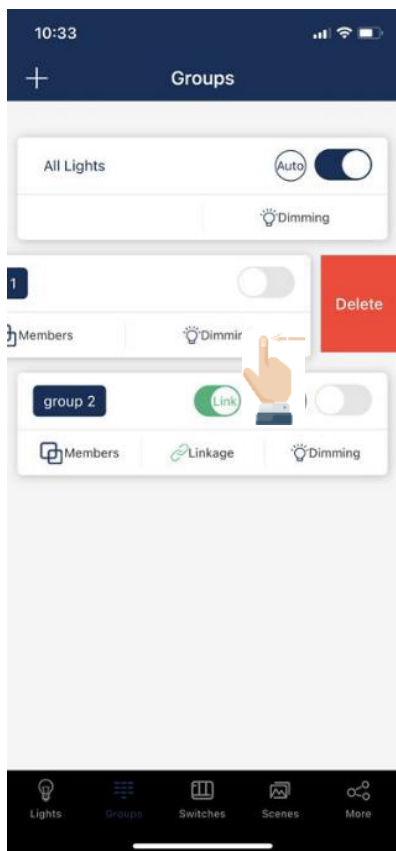 10:33
+ Groups
All Lights Auto
Dimming
1
Delete
Members Dimmin
group 2 Link
Members Linkage Dimming
Lights Groups Switches Scenes More